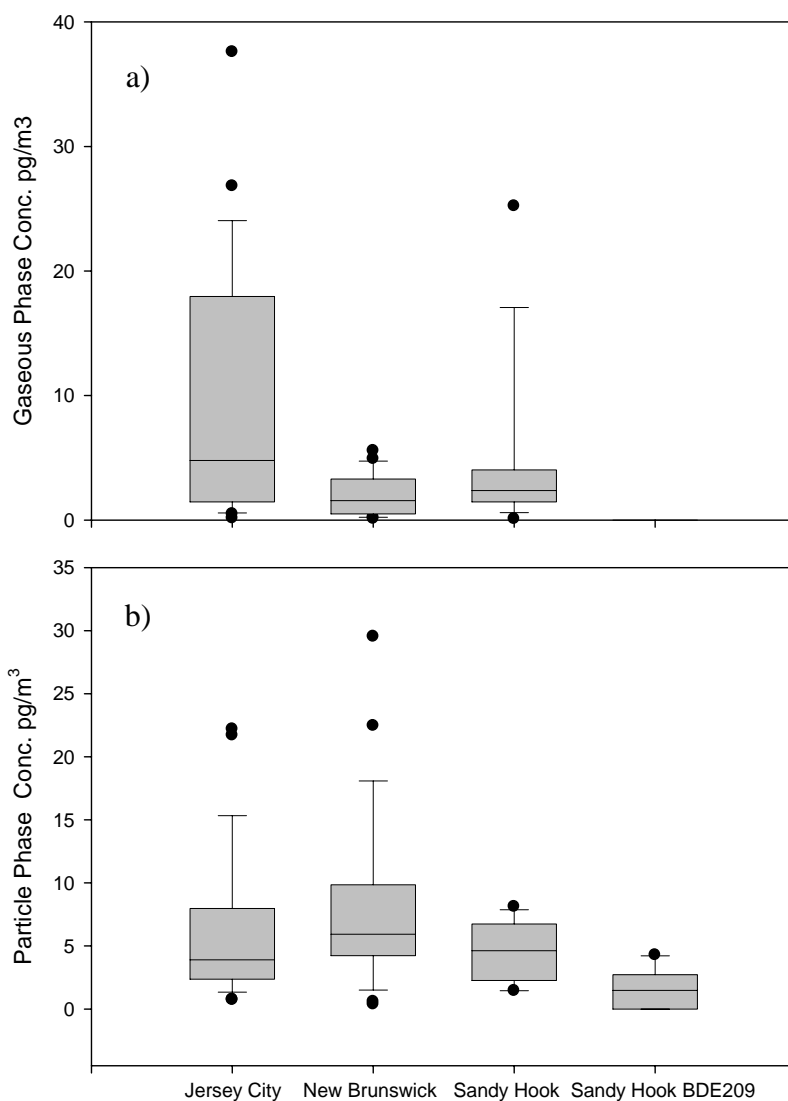 40
a)
30
20
10
0
Gaseous Phase Conc. pg/m3
35
b)
30
25
20
15
10
5
0
Particle Phase Conc. pg/m³
Jersey City New Brunswick Sandy Hook Sandy Hook BDE209